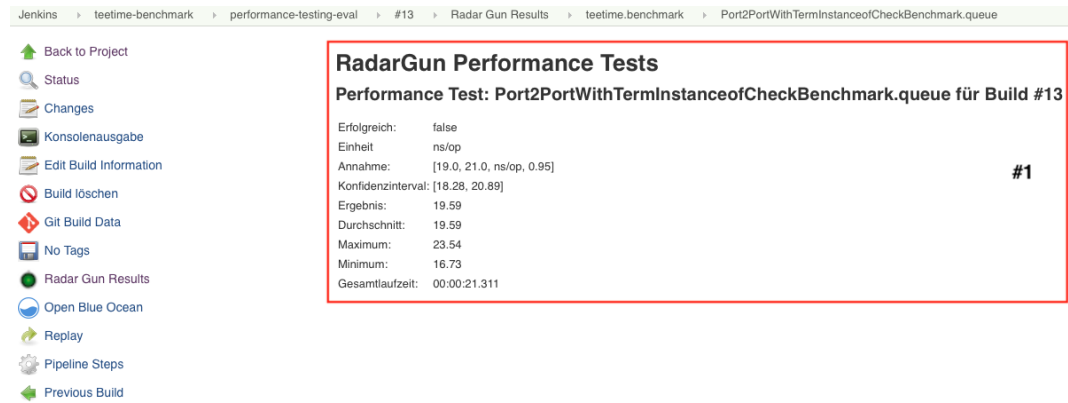 Jenkins teetime-benchmark performance-testing-eval #13 Radar Gun Results teetime.benchmark Port2PortWithTermInstanceofCheckBenchmark.queue
Back to Project
Status
Changes
Konsolenausgabe
Edit Build Information
Build löschen
Git Build Data
No Tags
Radar Gun Results
Open Blue Ocean
Replay
Pipeline Steps
Previous Build
RadarGun Performance Tests
Performance Test: Port2PortWithTermInstanceofCheckBenchmark.queue für Build #13
Erfolgreich: false
Einheit ns/op
Annahme: [19.0, 21.0, ns/op, 0.95]
Konfidenzinterval: [18.28, 20.89]
Ergebnis: 19.59
Durchschnitt: 19.59
Maximum: 23.54
Minimum: 16.73
Gesamtlaufzeit: 00:00:21.311
#1